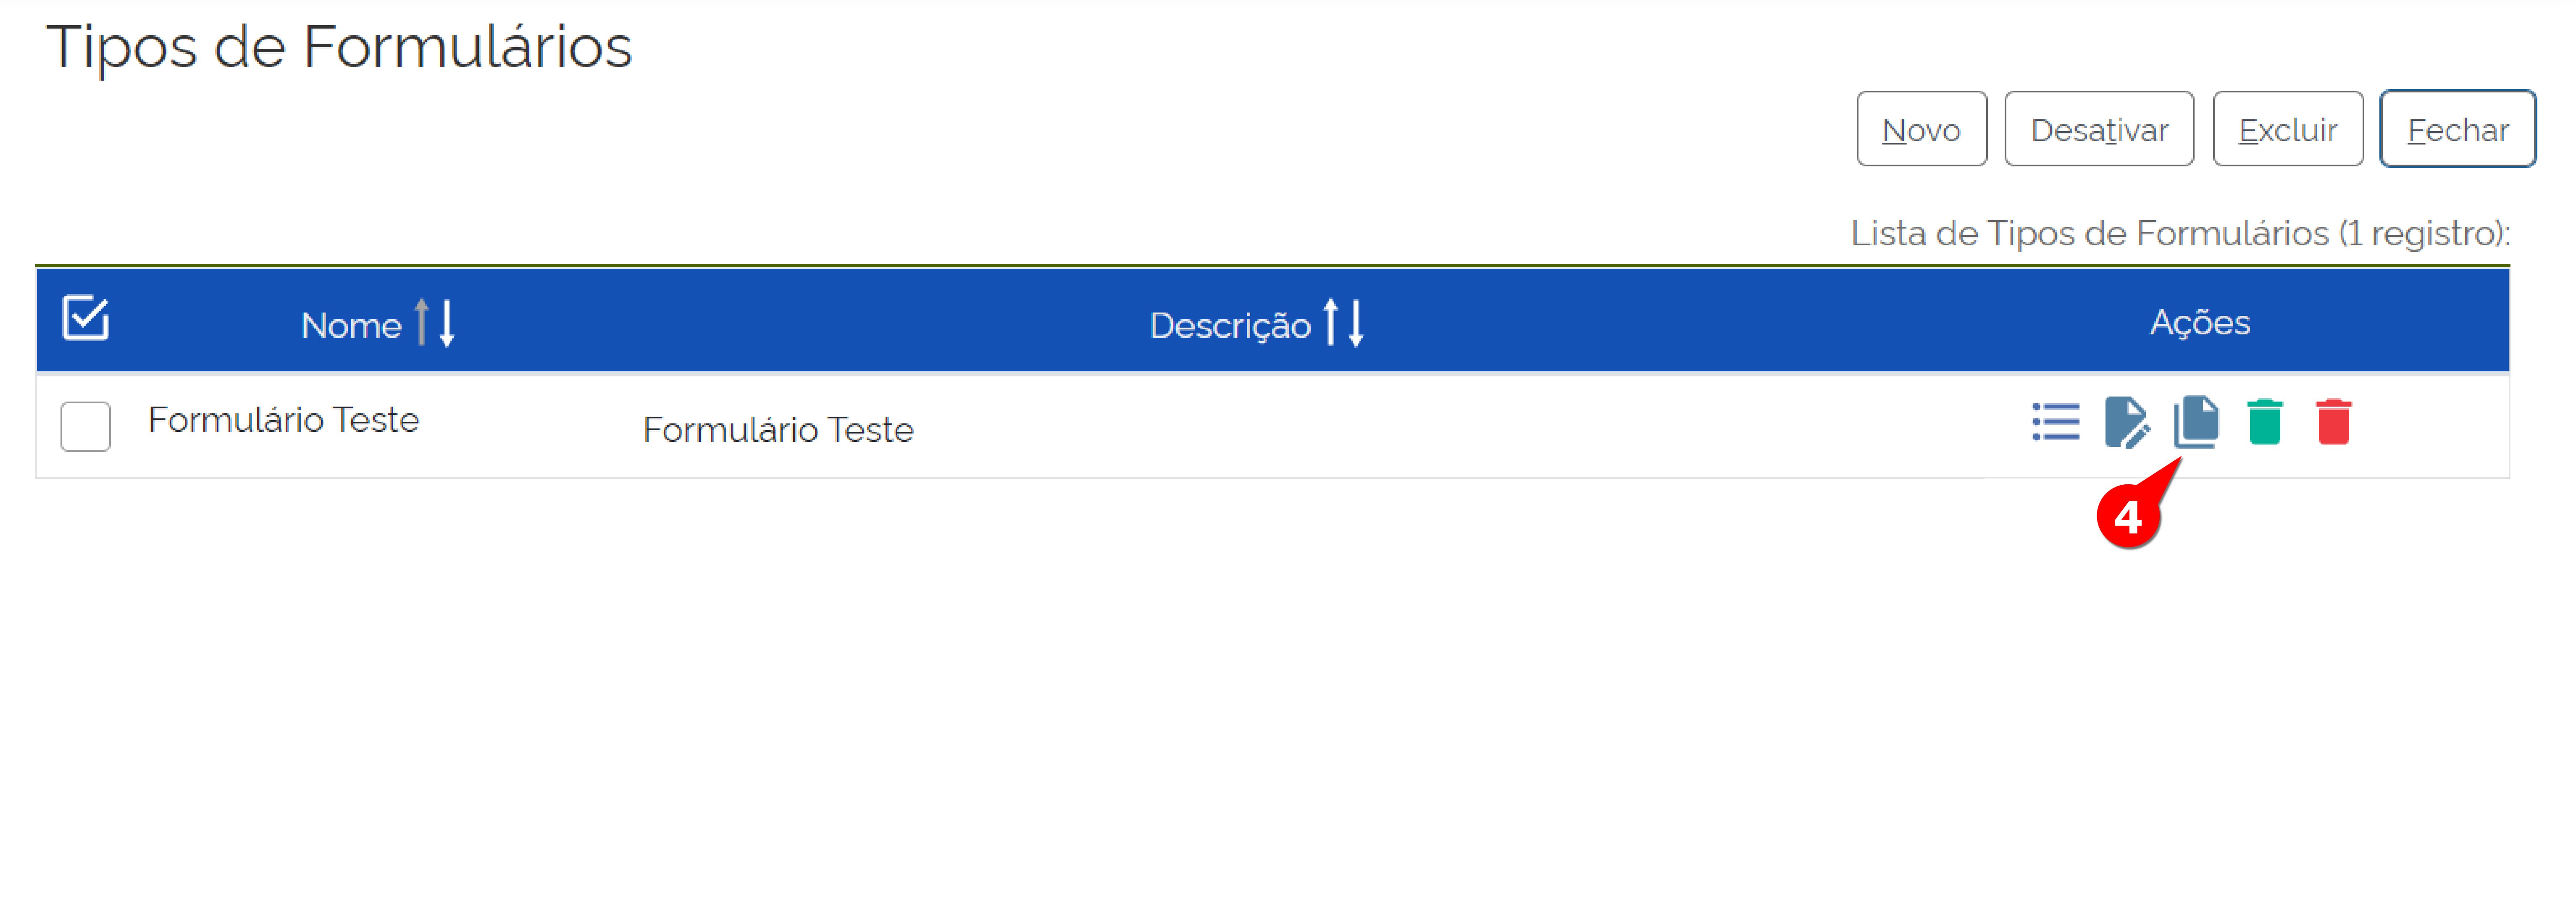 Tipos de Formulários
Novo Desativar Excluir Fechar
Lista de Tipos de Formulários (1 registro):
Nome Descrição Ações
Formulário Teste Formulário Teste
4